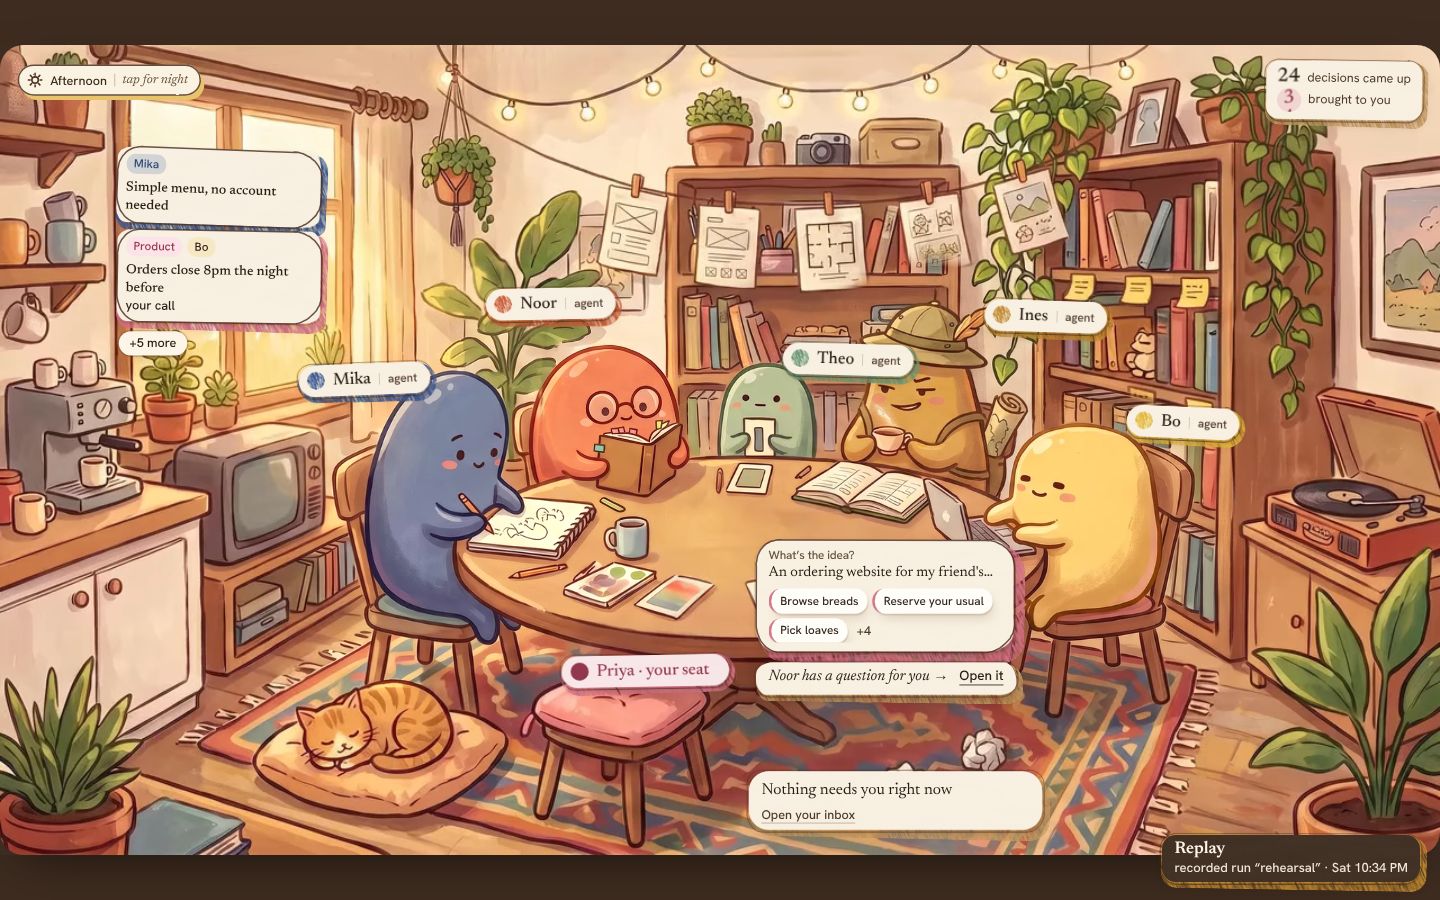 Afternoon | tap for night
24 decisions came up
3 brought to you
Mika
Simple menu, no account
needed
Product Bo
Orders close 8pm the night
before
your call
+5 more
Noor | agent
Ines | agent
Theo | agent
Mika | agent
Bo | agent
What's the idea?
An ordering website for my friend's...
Browse breads Reserve your usual
Pick loaves +4
Priya · your seat
Noor has a question for you → Open it
Nothing needs you right now
Open your inbox
Replay
recorded run “rehearsal” · Sat 10:34 PM